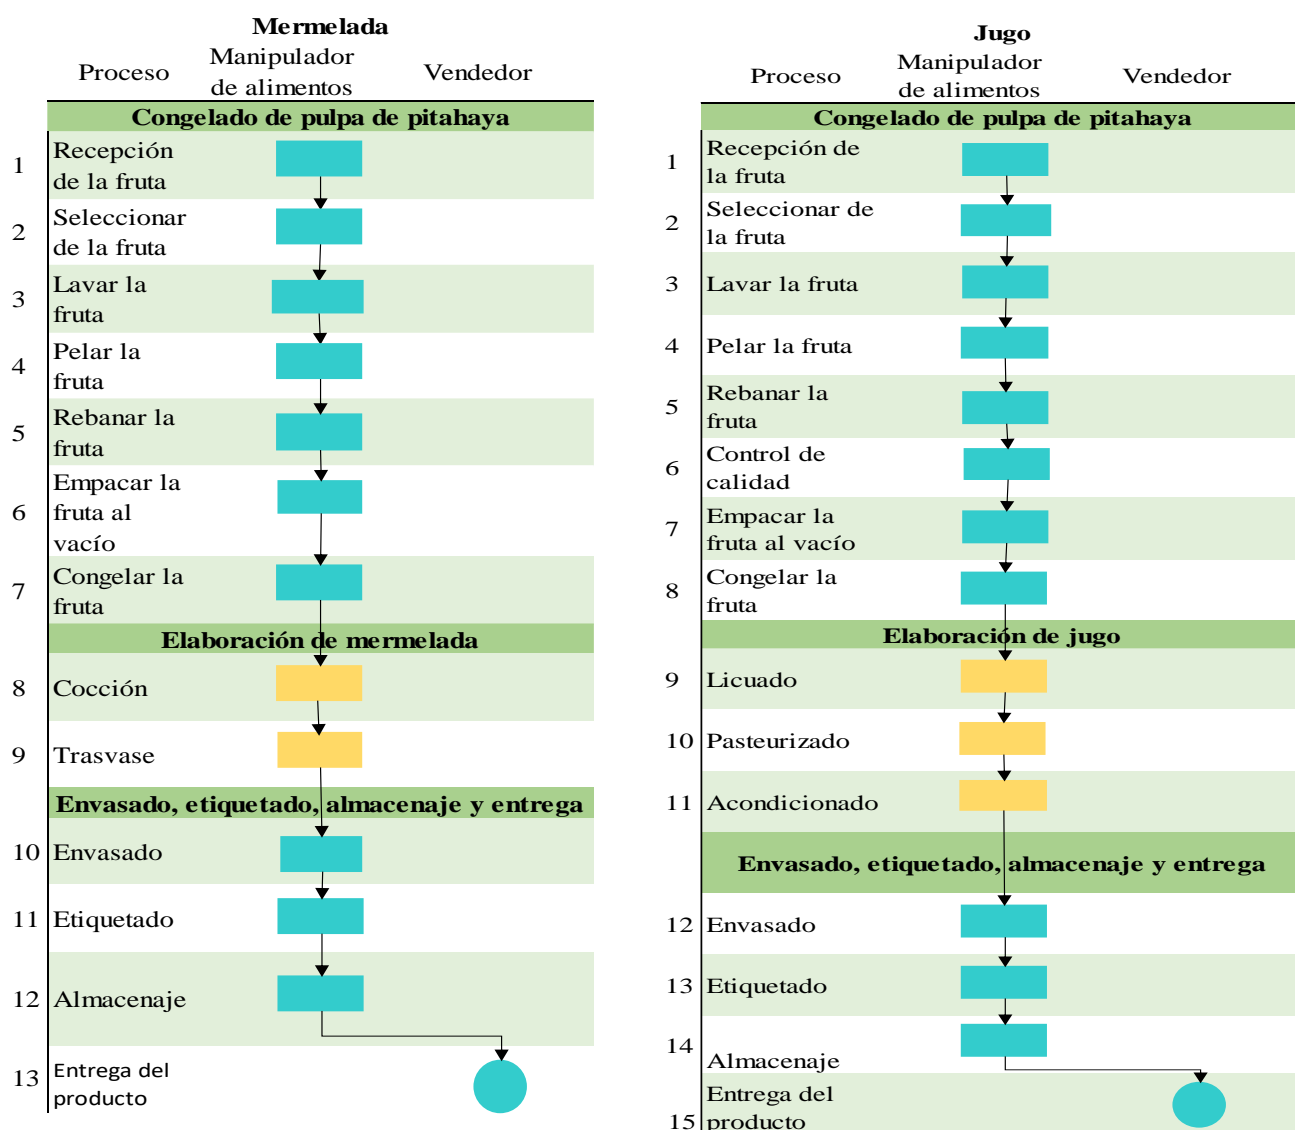 Mermelada
Proceso
Manipulador
de alimentos
Vendedor
Congelado de pulpa de pitahaya
1
Recepción
de la fruta
2
Seleccionar
de la fruta
3
Lavar la
fruta
4
Pelar la
fruta
5
Rebanar la
fruta
6
Empacar la
fruta al
vacío
7
Congelar la
fruta
Elaboración de mermelada
8
Cocción
9
Trasvase
Envasado, etiquetado, almacenaje y entrega
10
Envasado
11
Etiquetado
12
Almacenaje
13
Entrega del
producto
Jugo
Proceso
Manipulador
de alimentos
Vendedor
Congelado de pulpa de pitahaya
1
Recepción de
la fruta
2
Seleccionar de
la fruta
3
Lavar la fruta
4
Pelar la fruta
5
Rebanar la
fruta
6
Control de
calidad
7
Empacar la
fruta al vacío
8
Congelar la
fruta
Elaboración de jugo
9
Licuado
10
Pasteurizado
11
Acondicionado
Envasado, etiquetado, almacenaje y entrega
12
Envasado
13
Etiquetado
14
Almacenaje
15
Entrega del
producto